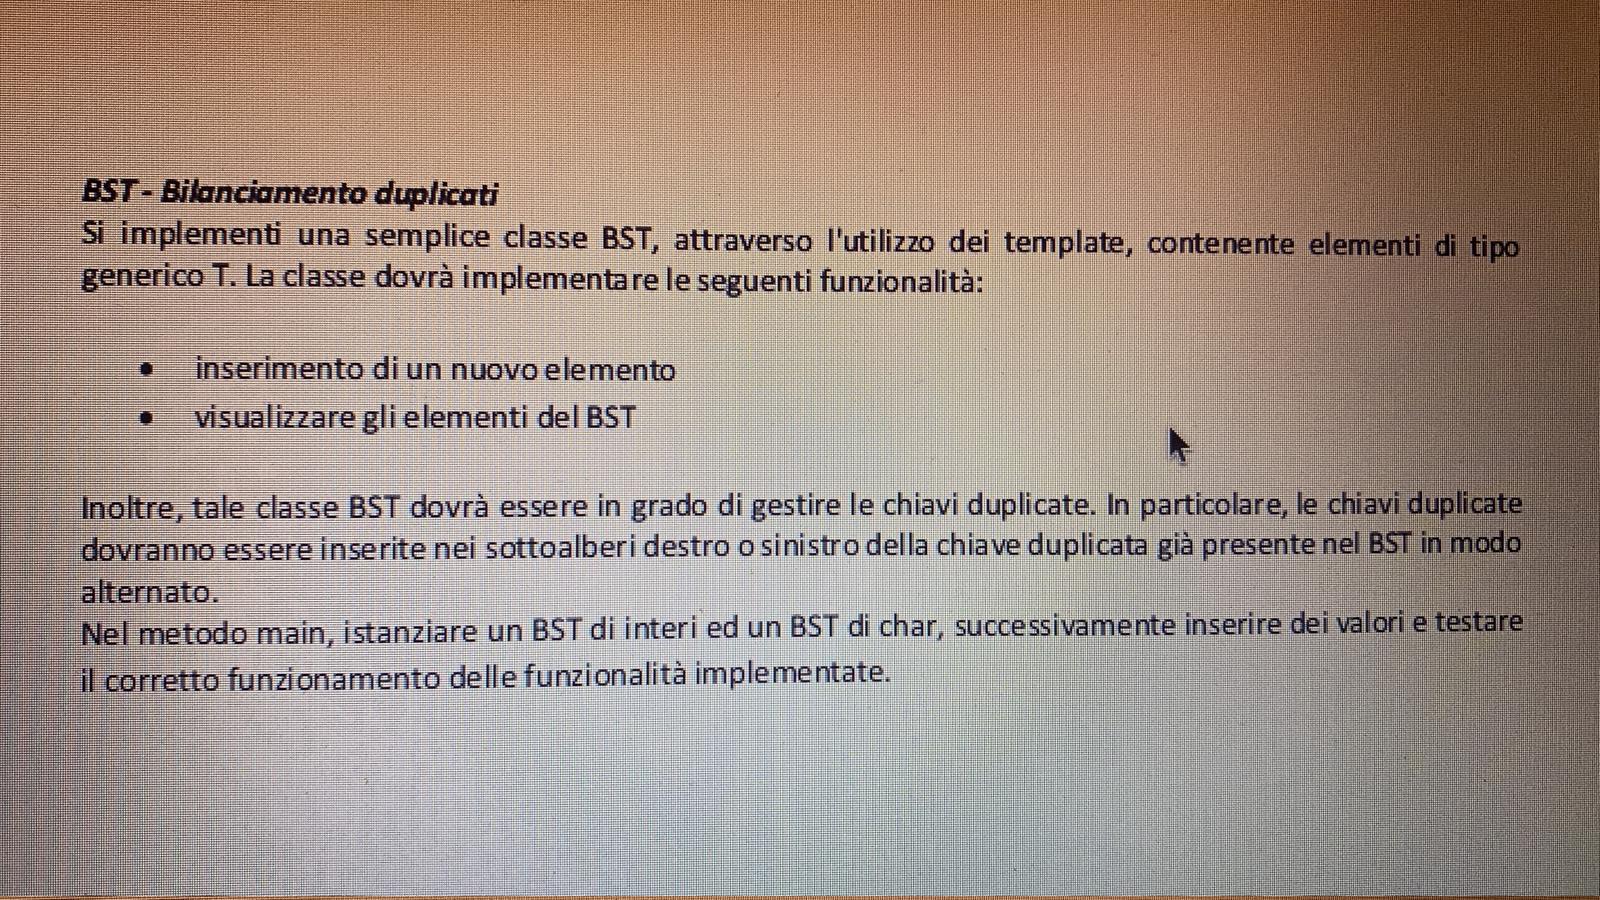 BST - Bilanciamento duplicati
Si implementi una semplice classe BST, attraverso l'utilizzo dei template, contenente elementi di tipo
generico T. La classe dovrà implementare le seguenti funzionalità:
• inserimento di un nuovo elemento
• visualizzare gli elementi del BST
Inoltre, tale classe BST dovrà essere in grado di gestire le chiavi duplicate. In particolare, le chiavi duplicate
dovranno essere inserite nei sottoalberi destro o sinistro della chiave duplicata già presente nel BST in modo
alternato.
Nel metodo main, istanziare un BST di interi ed un BST di char, successivamente inserire dei valori e testare
il corretto funzionamento delle funzionalità implementate.